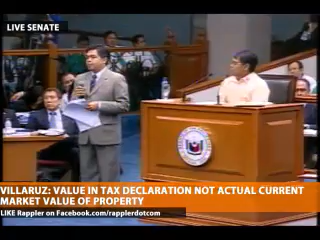 LIVE SENATE
VILLARUZ: VALUE IN TAX DECLARATION NOT ACTUAL CURRENT
MARKET VALUE OF PROPERTY
LIKE Rappler on Facebook.com/rapplerdotcom